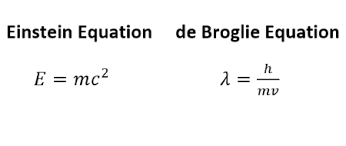 Einstein Equation de Broglie Equation
E = mc² λ = h/mv